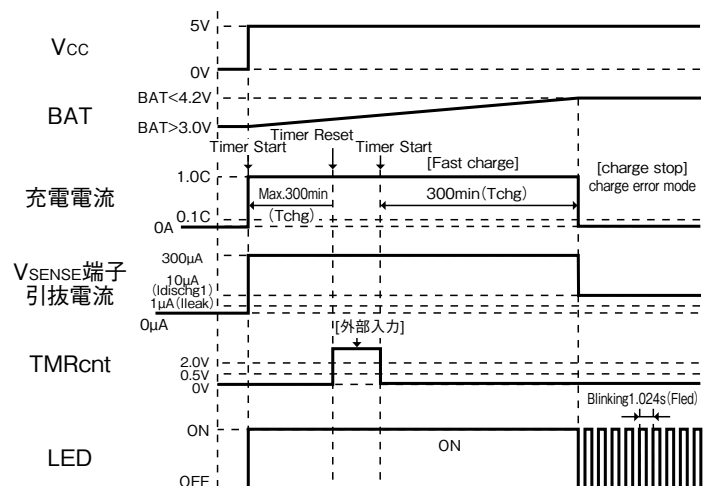 5V
VCC
0V
BAT<4.2V
BAT
BAT>3.0V
Timer Reset
Timer Start
Timer Start
[Fast charge]
[charge stop]
charge error mode
1.0C
Max.300min
(Tchg)
300min(Tchg)
充電電流
0.1C
0A
300μA
VSENSE端子
引抜電流
10μA
(Idischg1)
1μA(Ileak)
0μA
[外部入力]
TMRcnt
2.0V
0.5V
0V
Blinking1.024s(Fled)
ON
LED
ON
OFF